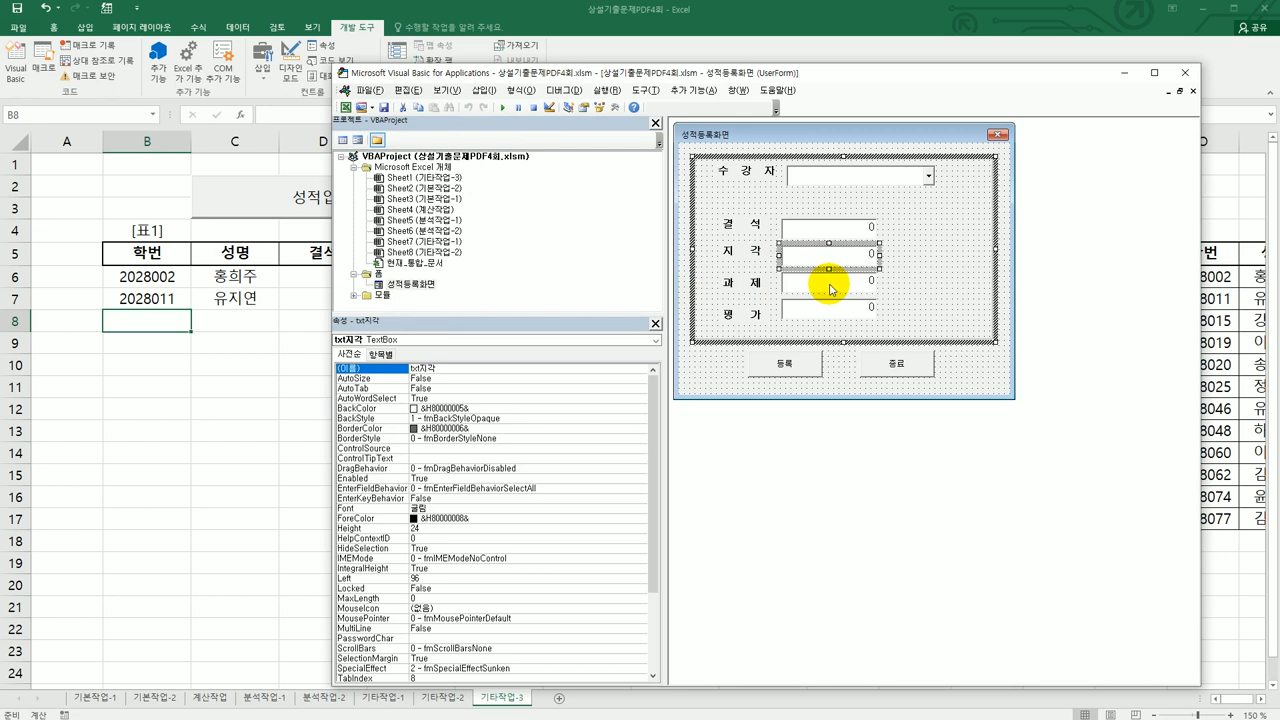 상설기출문제PDF4회 - Excel
파일 홈 삽입 페이지 레이아웃 수식 데이터 검토 보기 개발 도구 수행할 작업을 알려 주세요. 공유
매크로 기록
상대 참조로 기록
매크로 보안
Visual Basic
매크로
추가 기능
Excel 추가 기능
COM 추가 기능
삽입
디자인 모드
속성
맵 속성
가져오기
코드
추가 기능
B8
A B C D
Microsoft Visual Basic for Applications - 상설기출문제PDF4회.xlsm - [상설기출문제PDF4회.xlsm - 성적등록화면 (UserForm)]
파일(F) 편집(E) 보기(V) 삽입(I) 형식(O) 디버그(D) 실행(R) 도구(T) 추가 기능(A) 창(W) 도움말(H)
프로젝트 - VBAProject
VBAProject (상설기출문제PDF4회.xlsm)
Microsoft Excel 개체
Sheet1 (기타작업-3)
Sheet2 (기본작업-2)
Sheet3 (기본작업-1)
Sheet4 (계산작업)
Sheet5 (분석작업-1)
Sheet6 (분석작업-2)
Sheet7 (기타작업-1)
Sheet8 (기타작업-2)
현재_통합_문서
폼
성적등록화면
모듈
속성 - txt지각
txt지각 TextBox
사전순 항목별
(이름) txt지각
AutoSize False
AutoTab False
AutoWordSelect True
BackColor &H80000005&
BackStyle 1 - fmBackStyleOpaque
BorderColor &H80000006&
BorderStyle 0 - fmBorderStyleNone
ControlSource
ControlTipText
DragBehavior 0 - fmDragBehaviorDisabled
Enabled True
EnterFieldBehavior 0 - fmEnterFieldBehaviorSelectAll
EnterKeyBehavior False
Font 굴림
ForeColor &H80000008&
Height 24
HelpContextID 0
HideSelection True
IMEMode 0 - fmIMEModeNoControl
IntegralHeight True
Left 96
Locked False
MaxLength 0
MouseIcon (없음)
MousePointer 0 - fmMousePointerDefault
MultiLine False
PasswordChar
ScrollBars 0 - fmScrollBarsNone
SelectionMargin True
SpecialEffect 2 - fmSpecialEffectSunken
TabIndex 8
성적등록화면
수 강 자
결 석 0
지 각 0
과 제 0
평 가 0
등록 종료
1
2 성적입
3
4 [표1]
5 학번 성명 결석 번
6 2028002 홍희주 8002 홍
7 2028011 유지연 8011 유
8 8015 강
9 8019 이
10 8020 송
11 8025 정
12 8046 유
13 8048 하
14 8060 이
15 8062 김
16 8074 윤
17 8077 김
18
19
20
21
22
23
24
기본작업-1 기본작업-2 계산작업 분석작업-1 분석작업-2 기타작업-1 기타작업-2 기타작업-3
준비 계산 150 %